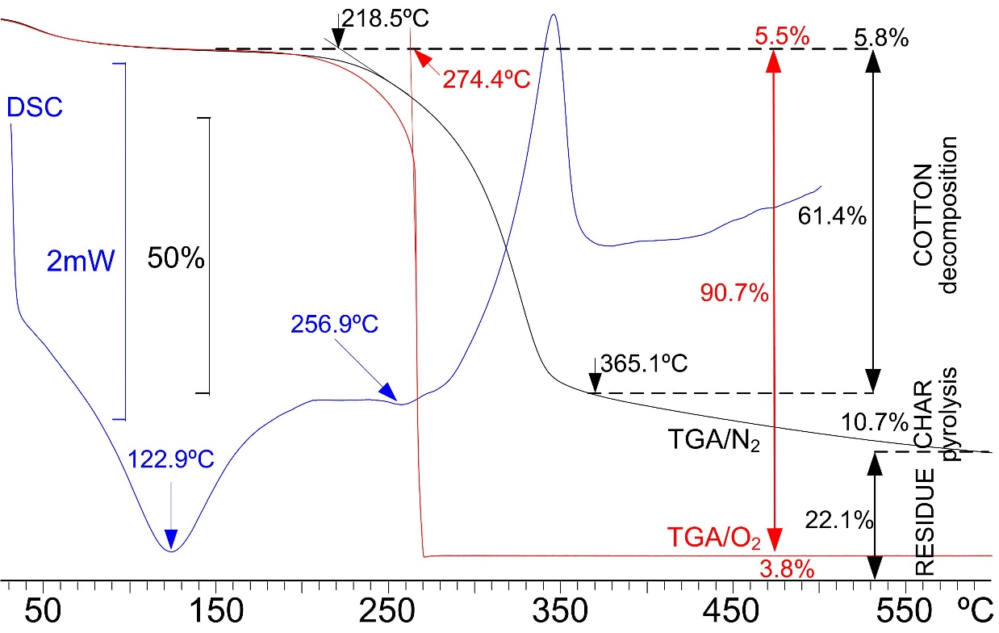 218.5ºC
5.5%
5.8%
274.4ºC
DSC
COTTON
decomposition
61.4%
2mW
50%
90.7%
256.9ºC
365.1ºC
CHAR
pyrolysis
10.7%
TGA/N₂
122.9ºC
RESIDUE
22.1%
TGA/O₂
3.8%
50 150 250 350 450 550 ºC